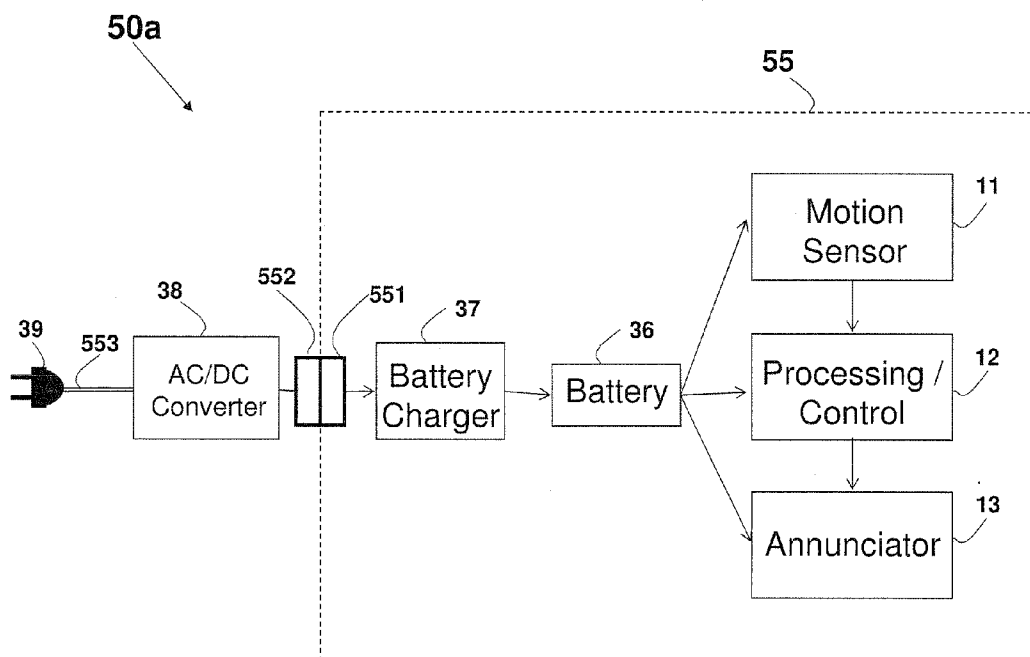 50a
55
11
Motion
Sensor
552
551
38
37
39
553
36
AC/DC
Converter
Battery
Charger
Battery
12
Processing /
Control
13
Annunciator